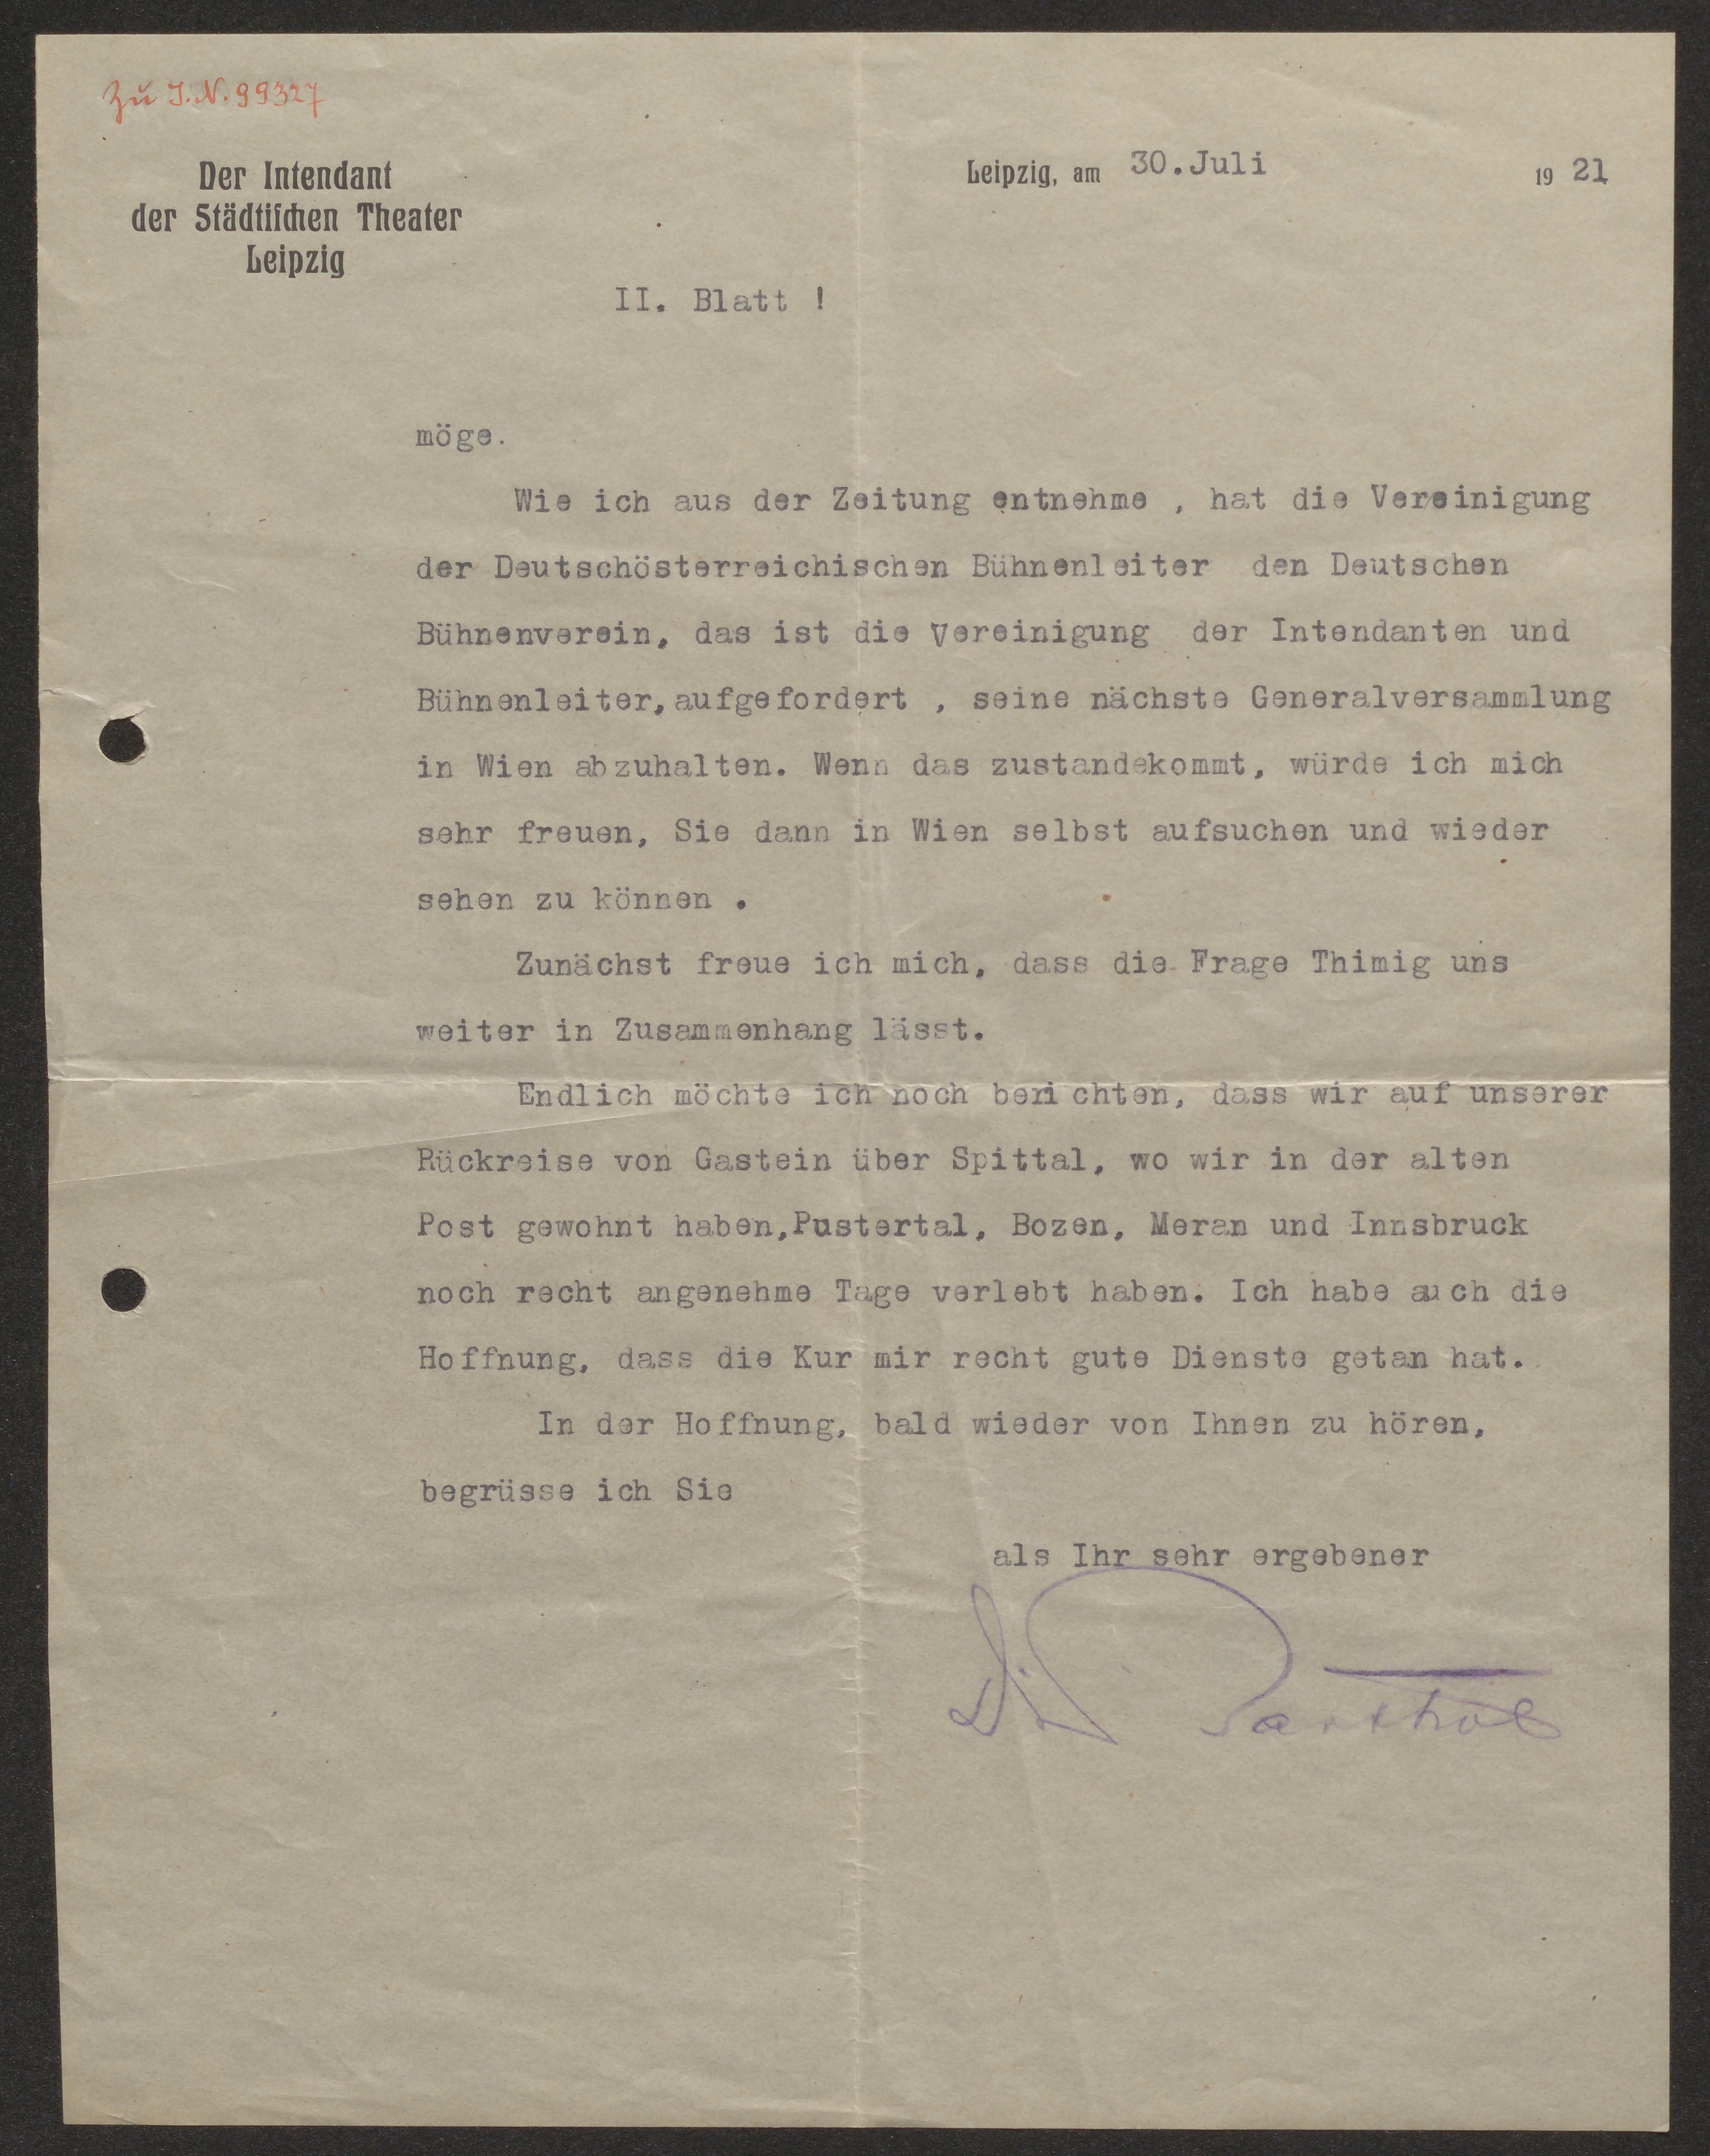 Zu J.N. 99327
Der Intendant
der Städtischen Theater
Leipzig
Leipzig, am 30.Juli 1921
II. Blatt !
möge.
Wie ich aus der Zeitung entnehme , hat die Vereinigung
der Deutschösterreichischen Bühnenleiter den Deutschen
Bühnenverein, das ist die Vereinigung der Intendanten und
Bühnenleiter,aufgefordert , seine nächste Generalversammlung
in Wien abzuhalten. Wenn das zustandekommt, würde ich mich
sehr freuen, Sie dann in Wien selbst aufsuchen und wieder
sehen zu können .
Zunächst freue ich mich, dass die Frage Thimig uns
weiter in Zusammenhang lässt.
Endlich möchte ich noch berichten, dass wir auf unserer
Rückreise von Gastein über Spittal, wo wir in der alten
Post gewohnt haben,Pustertal, Bozen, Meran und Innsbruck
noch recht angenehme Tage verlebt haben. Ich habe auch die
Hoffnung, dass die Kur mir recht gute Dienste getan hat.
In der Hoffnung, bald wieder von Ihnen zu hören,
begrüsse ich Sie
als Ihr sehr ergebener